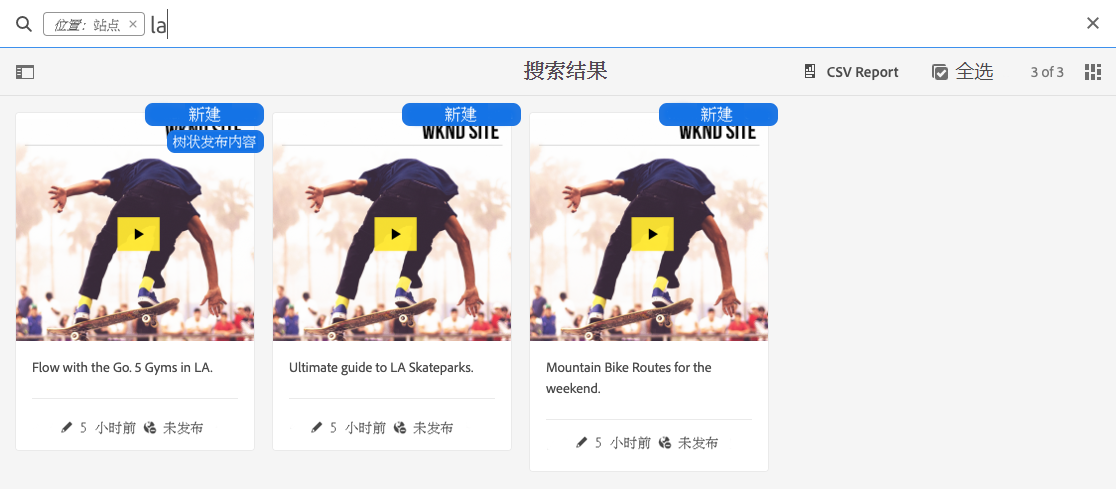 位置：站点 × la
搜索结果
CSV Report
全选
3 of 3
新建
树状发布内容
WKND SITE
Flow with the Go. 5 Gyms in LA.
5 小时前 未发布
新建
WKND SITE
Ultimate guide to LA Skateparks.
5 小时前 未发布
新建
WKND SITE
Mountain Bike Routes for the
weekend.
5 小时前 未发布